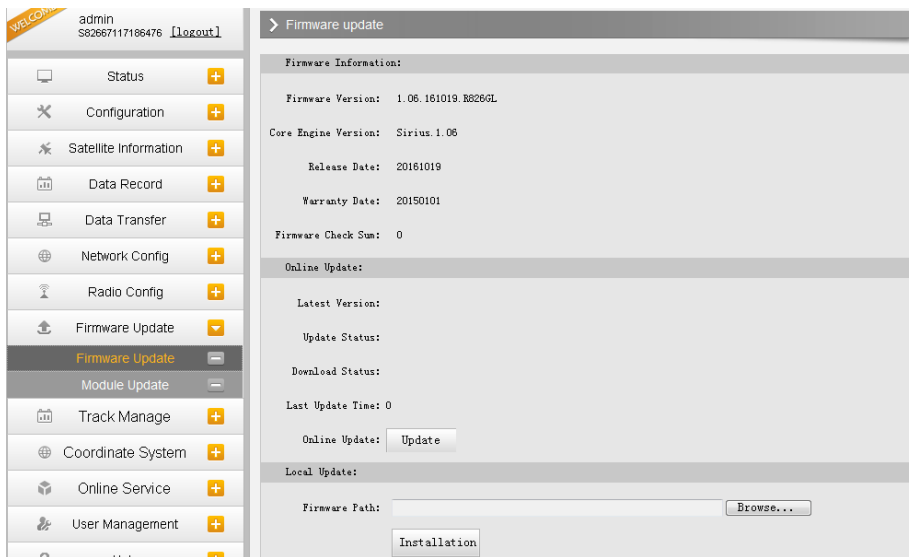 WELCOME
admin
S82667117186476 [logout]
Status
Configuration
Satellite Information
Data Record
Data Transfer
Network Config
Radio Config
Firmware Update
Firmware Update
Module Update
Track Manage
Coordinate System
Online Service
User Management
Firmware update
Firmware Information:
Firmware Version: 1.06.161019.R826GL
Core Engine Version: Sirius.1.06
Release Date: 20161019
Warranty Date: 20150101
Firmware Check Sum: 0
Online Update:
Latest Version:
Update Status:
Download Status:
Last Update Time: 0
Online Update: Update
Local Update:
Firmware Path: Browse...
Installation